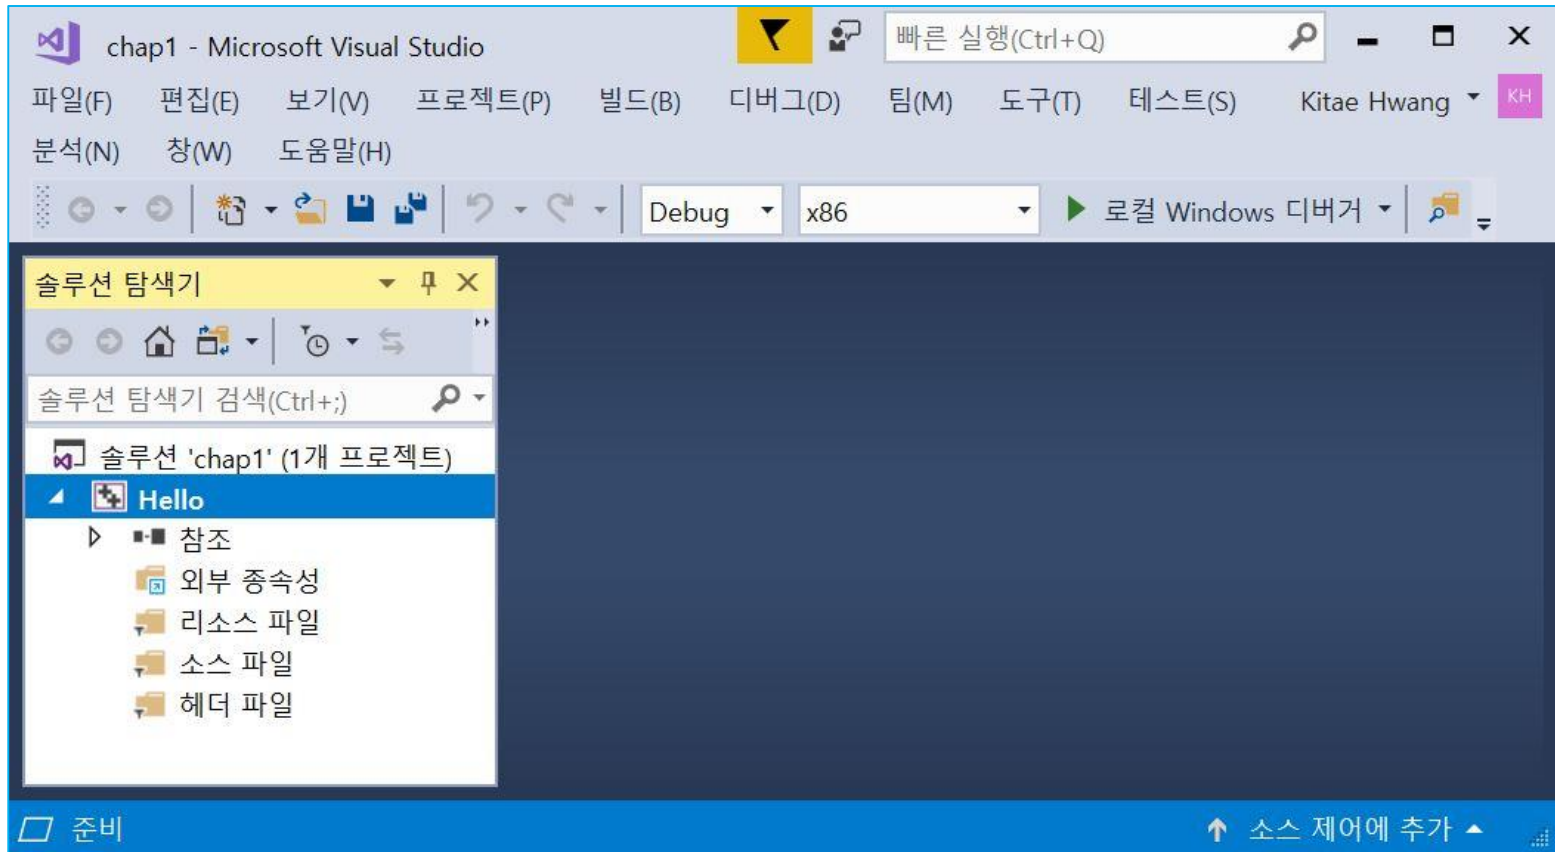 chap1 - Microsoft Visual Studio
빠른 실행(Ctrl+Q)
파일(F) 편집(E) 보기(V) 프로젝트(P) 빌드(B) 디버그(D) 팀(M) 도구(T) 테스트(S) Kitae Hwang KH
분석(N) 창(W) 도움말(H)
Debug x86 로컬 Windows 디버거
솔루션 탐색기
솔루션 탐색기 검색(Ctrl+;)
솔루션 'chap1' (1개 프로젝트)
Hello
참조
외부 종속성
리소스 파일
소스 파일
헤더 파일
준비 소스 제어에 추가